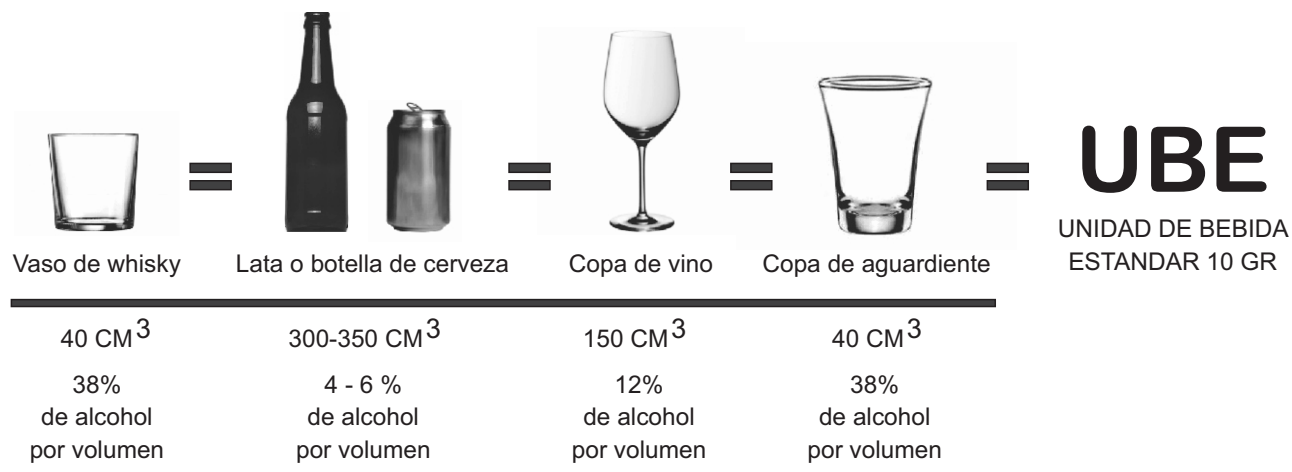 UBE
UNIDAD DE BEBIDA
ESTANDAR 10 GR
Vaso de whisky
Lata o botella de cerveza
Copa de vino
Copa de aguardiente
40 CM3
300-350 CM3
150 CM3
40 CM3
38%
de alcohol
por volumen
4 - 6 %
de alcohol
por volumen
12%
de alcohol
por volumen
38%
de alcohol
por volumen